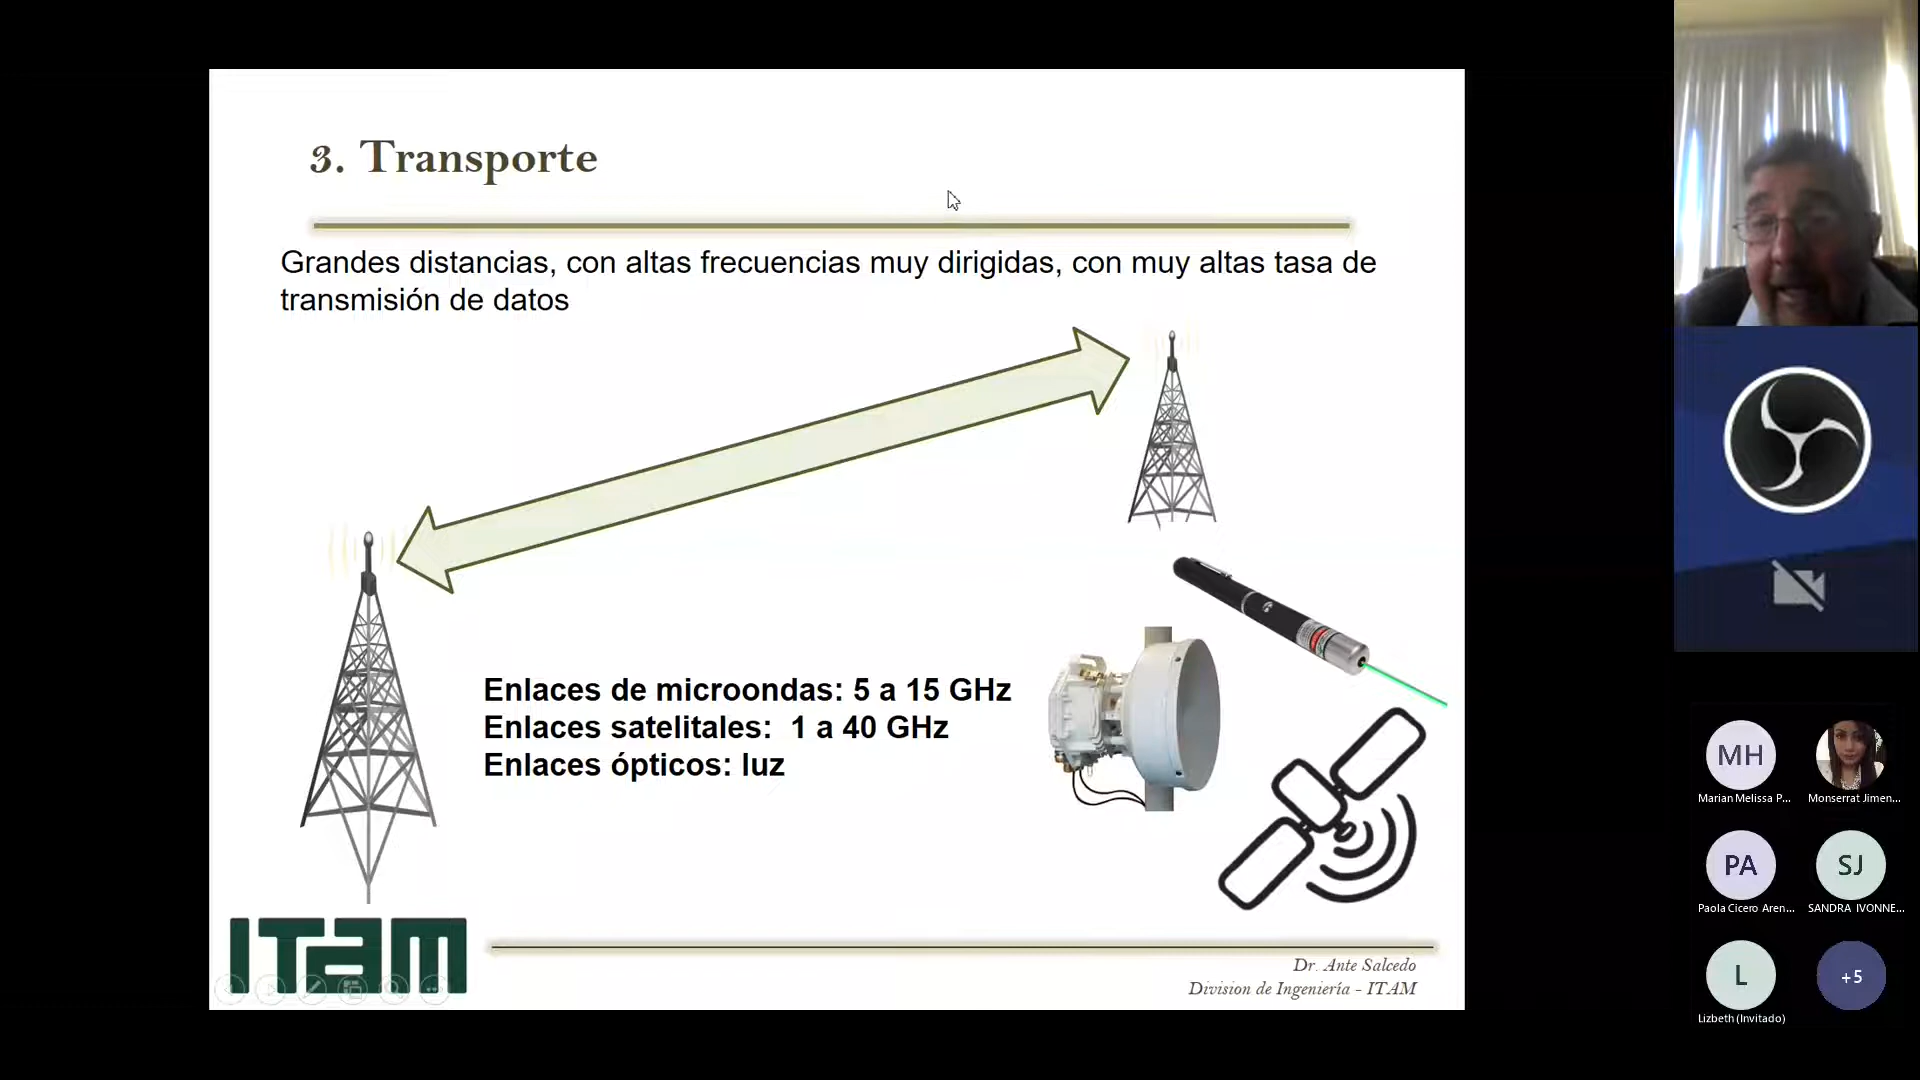 3. Transporte
Grandes distancias, con altas frecuencias muy dirigidas, con muy altas tasa de
transmisión de datos
Enlaces de microondas: 5 a 15 GHz
Enlaces satelitales: 1 a 40 GHz
Enlaces ópticos: luz
ITAM
Dr. Ante Salcedo
Division de Ingeniería - ITAM
MH
Marian Melissa P...
Monserrat Jimen...
PA
Paola Cicero Aren...
SJ
SANDRA IVONNE...
L
Lizbeth (Invitado)
+5